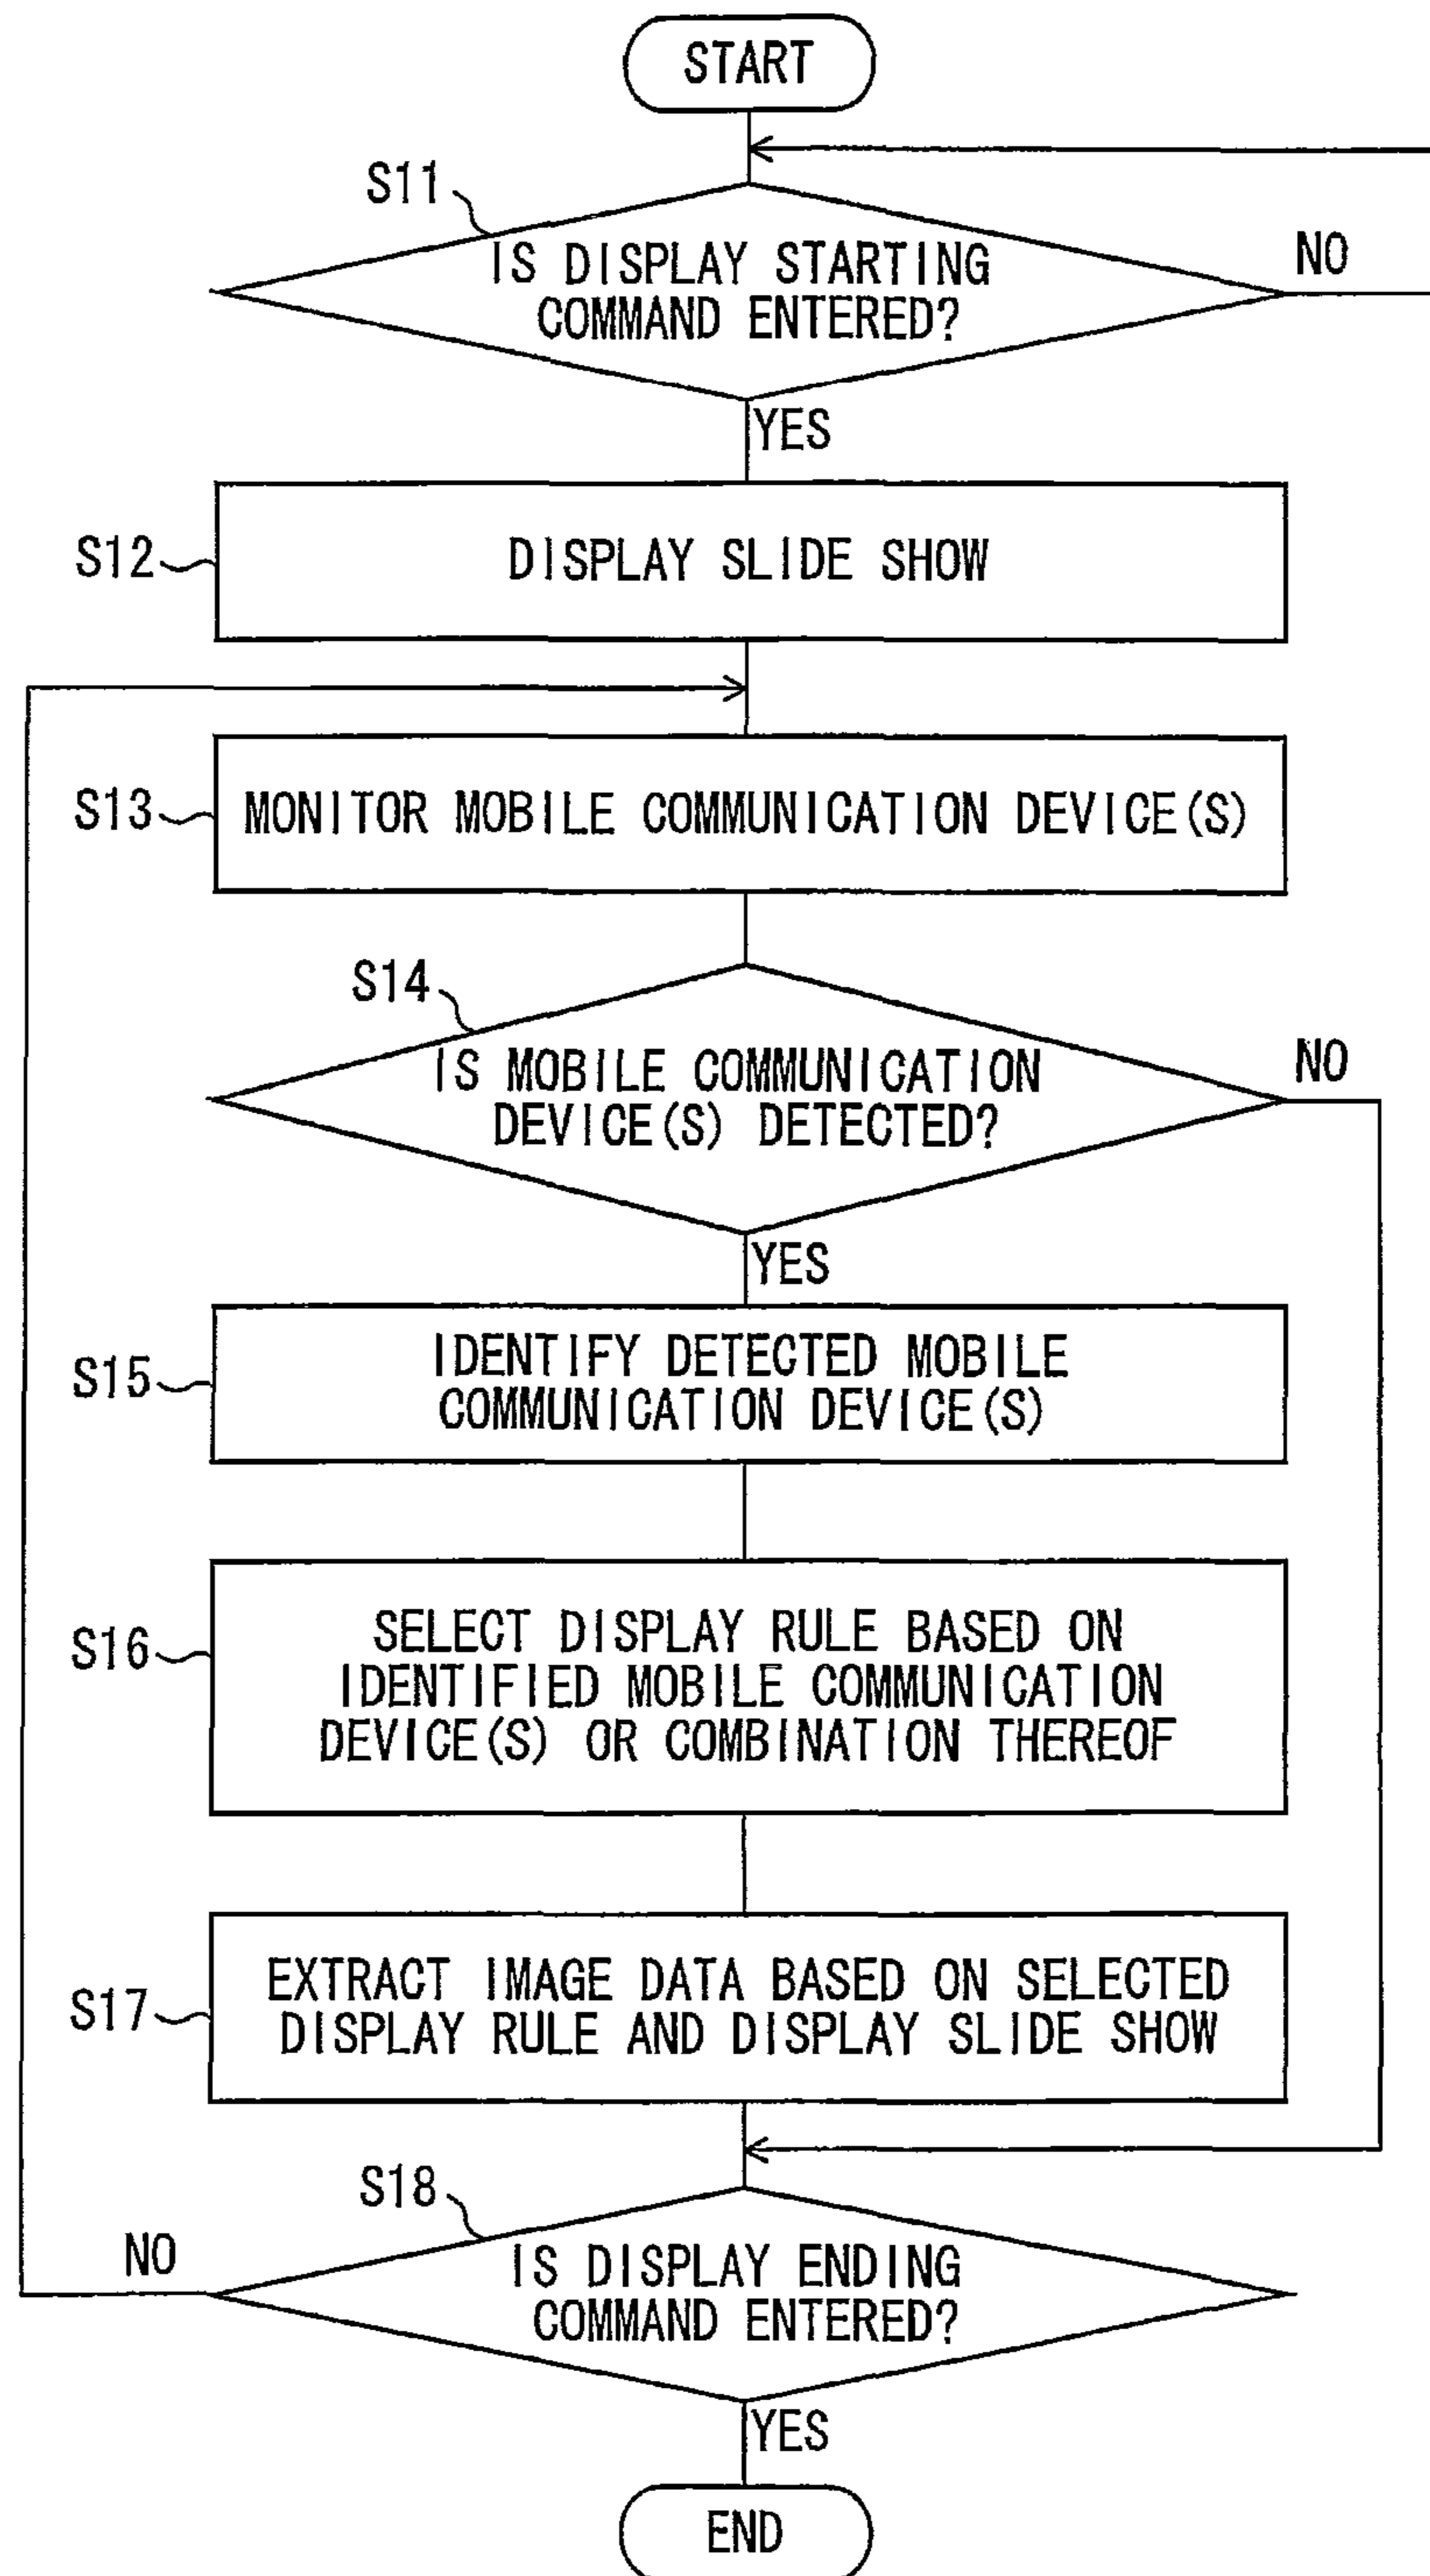 START
S11
IS DISPLAY STARTING
COMMAND ENTERED?
NO
YES
S12
DISPLAY SLIDE SHOW
S13
MONITOR MOBILE COMMUNICATION DEVICE(S)
S14
IS MOBILE COMMUNICATION
DEVICE(S) DETECTED?
NO
YES
S15
IDENTIFY DETECTED MOBILE
COMMUNICATION DEVICE(S)
S16
SELECT DISPLAY RULE BASED ON
IDENTIFIED MOBILE COMMUNICATION
DEVICE(S) OR COMBINATION THEREOF
S17
EXTRACT IMAGE DATA BASED ON SELECTED
DISPLAY RULE AND DISPLAY SLIDE SHOW
S18
NO
IS DISPLAY ENDING
COMMAND ENTERED?
YES
END